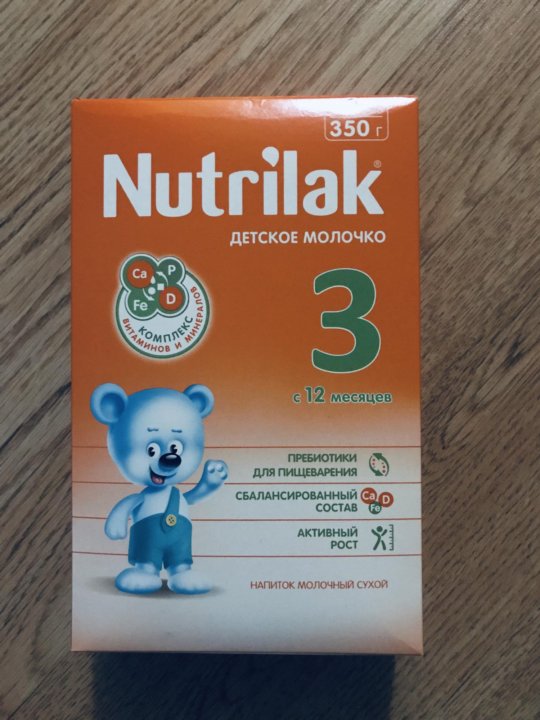 350 г
Nutrilak®
ДЕТСКОЕ МОЛОЧКО
Ca P
Fe D
КОМПЛЕКС
ВИТАМИНОВ И МИНЕРАЛОВ
3
с 12 месяцев
ПРЕБИОТИКИ
ДЛЯ ПИЩЕВАРЕНИЯ
СБАЛАНСИРОВАННЫЙ
СОСТАВ
Ca D
Fe
АКТИВНЫЙ
РОСТ
НАПИТОК МОЛОЧНЫЙ СУХОЙ